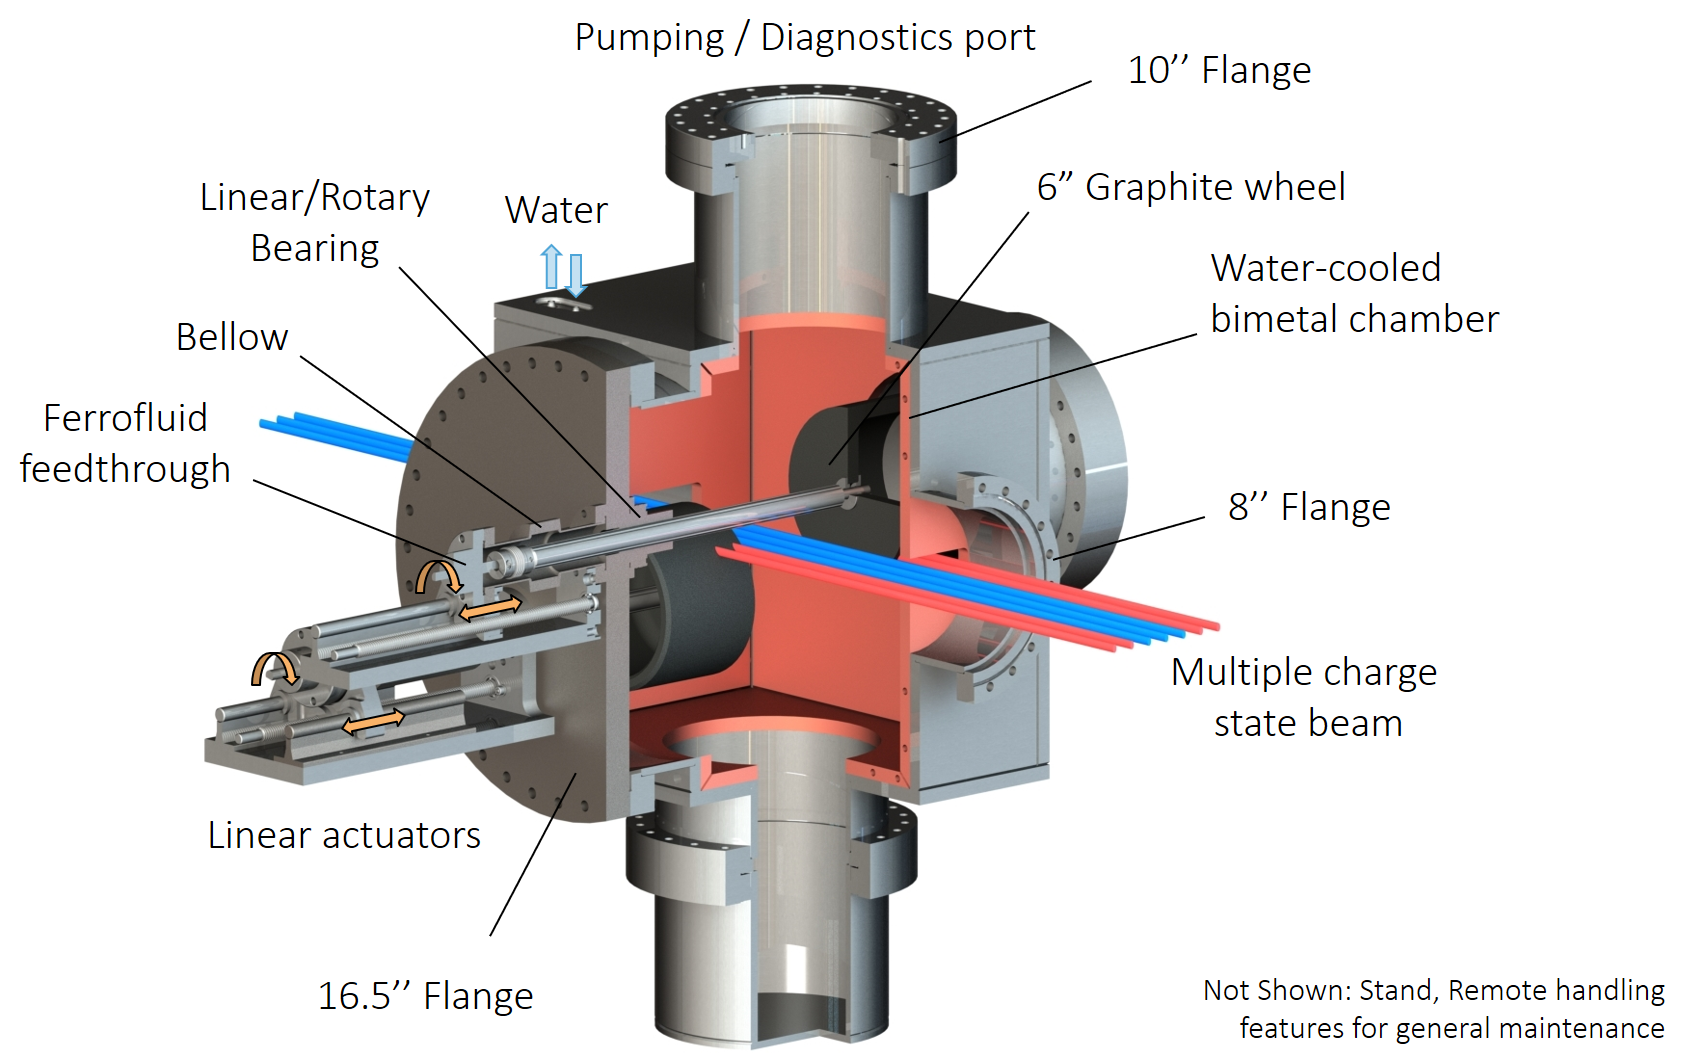 Pumping / Diagnostics port
10’’ Flange
6” Graphite wheel
Linear/Rotary
Bearing
Water
Water-cooled
bimetal chamber
Bellow
Ferrofluid
feedthrough
8’’ Flange
Multiple charge
state beam
Linear actuators
16.5’’ Flange
Not Shown: Stand, Remote handling
features for general maintenance